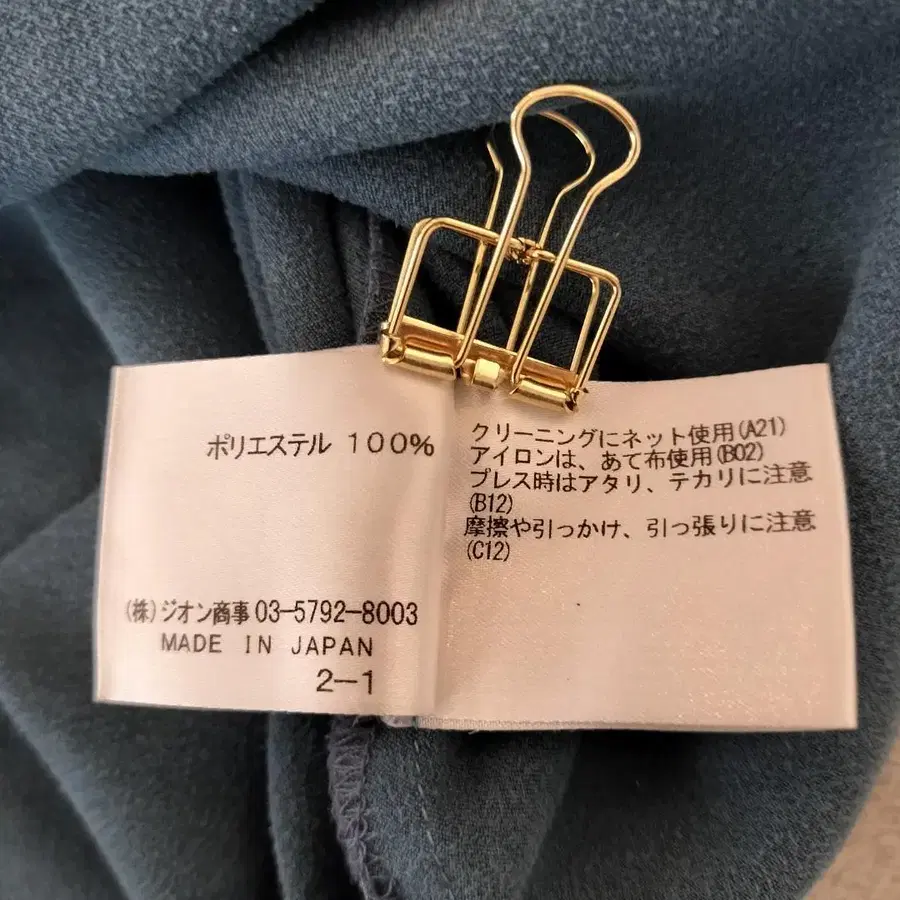 ポリエステル 100%
(株)ジオン商事 03-5792-8003
MADE IN JAPAN
2-1
クリーニングにネット使用(A21)
アイロンは、あて布使用(B02)
プレス時はアタリ、テカリに注意
(B12)
摩擦や引っかけ、引っ張りに注意
(C12)